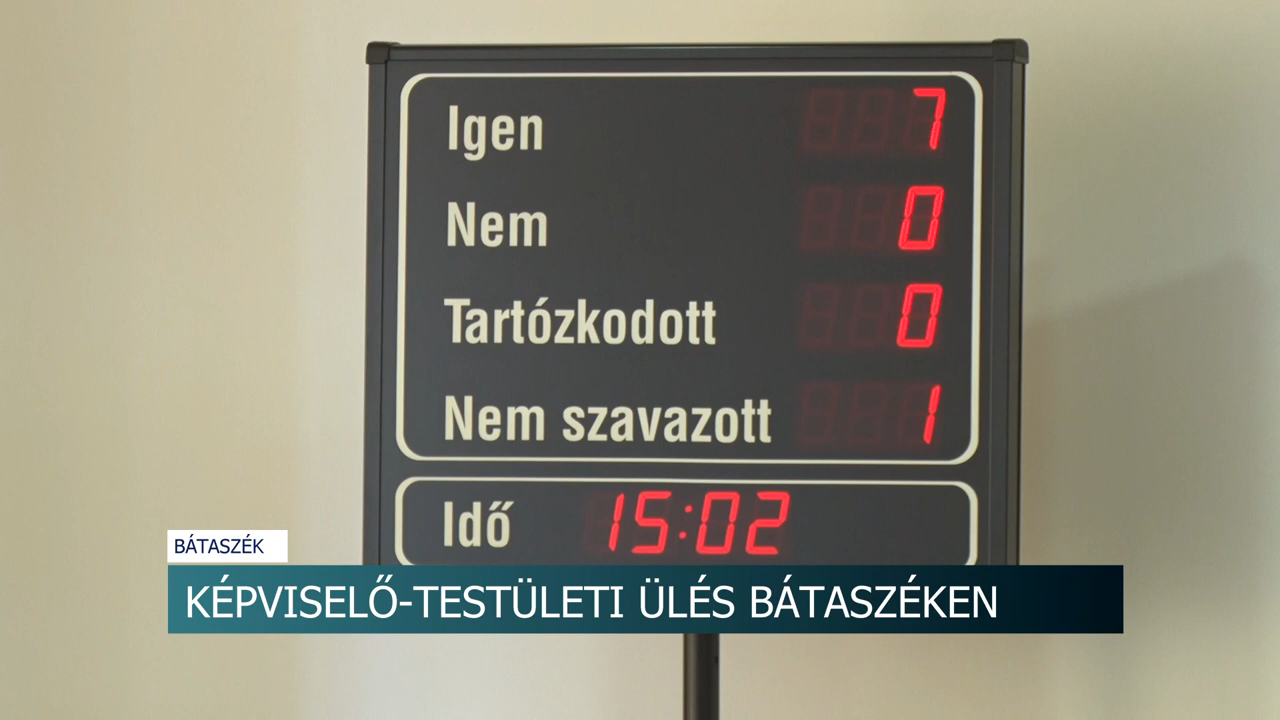 Igen 7
Nem 0
Tartózkodott 0
Nem szavazott 1
Idő 15:02
BÁTASZÉK
KÉPVISELŐ-TESTÜLETI ÜLÉS BÁTASZÉKEN